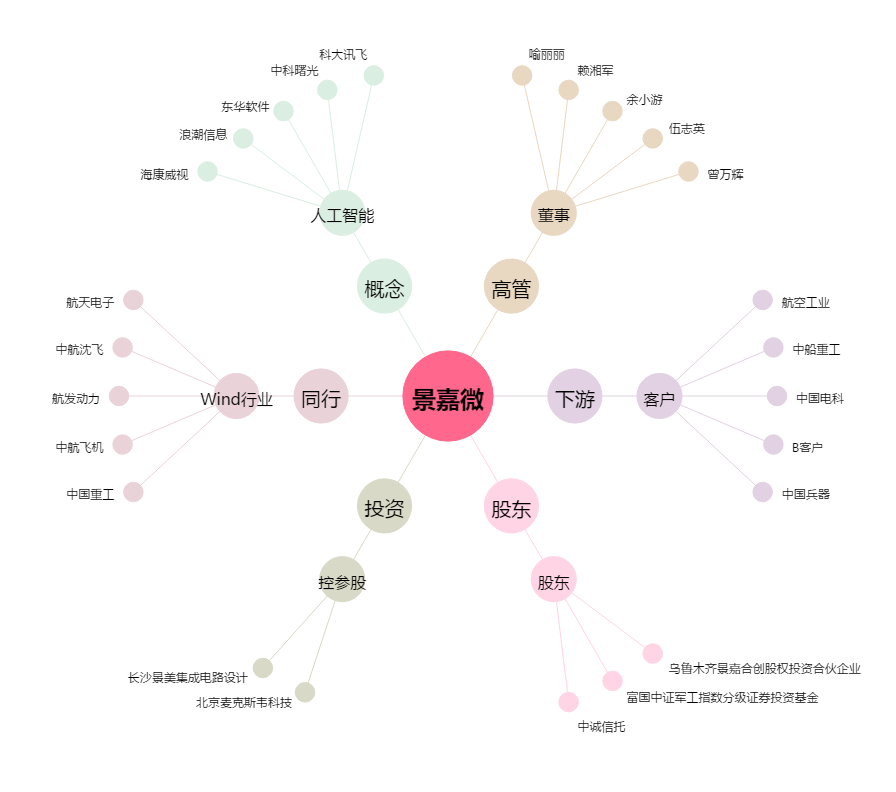 科大讯飞
喻丽丽
中科曙光
赖湘军
东华软件
余小游
浪潮信息
伍志英
海康威视
曾万辉
人工智能
董事
概念
高管
航天电子
航空工业
中航沈飞
中船重工
航发动力
Wind行业
同行
景嘉微
下游
客户
中国电科
中航飞机
B客户
中国重工
中国兵器
投资
股东
控参股
股东
乌鲁木齐景嘉合创股权投资合伙企业
长沙景美集成电路设计
富国中证军工指数分级证券投资基金
北京麦克斯韦科技
中诚信托